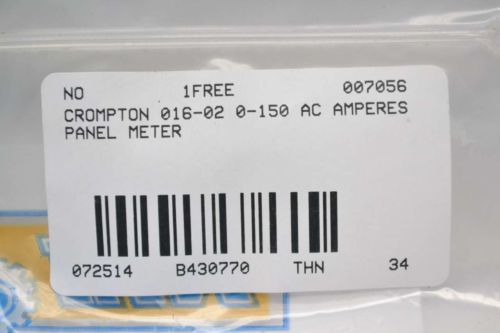 NO 1FREE 007056
CROMPTON 016-02 0-150 AC AMPERES
PANEL METER
072514 B430770 THN 34